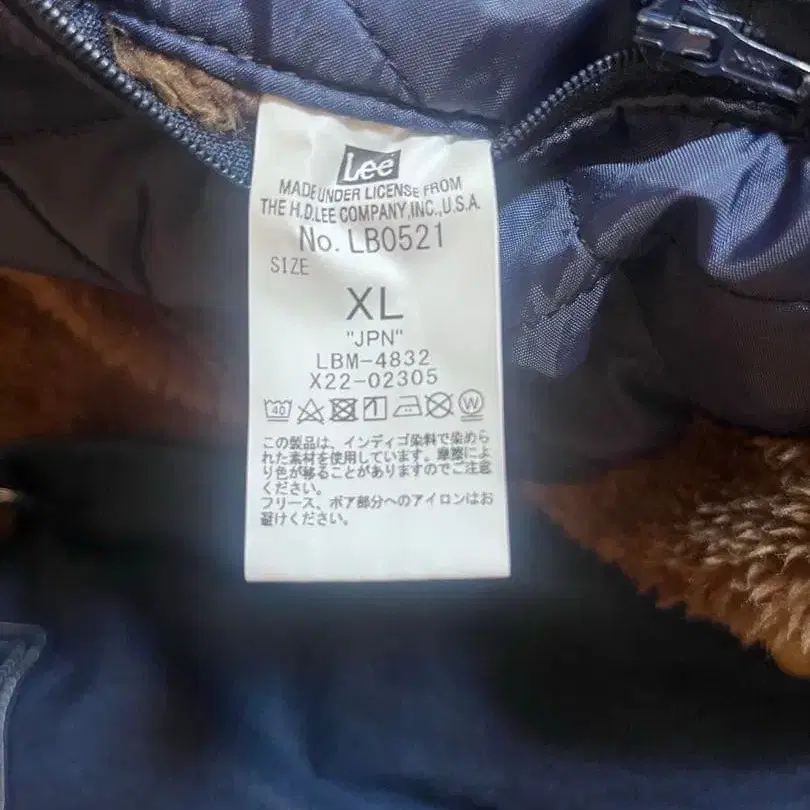 Lee
MADE UNDER LICENSE FROM
THE H.D.LEE COMPANY,INC.,U.S.A.
No. LB0521
SIZE
XL
"JPN"
LBM-4832
X22-02305
40 W
この製品は、インディゴ染料で染めら
れた素材を使用しています。摩擦によ
り色が移ることがありますのでご注意
ください。
フリース、ボア部分へのアイロンはお
避けください。